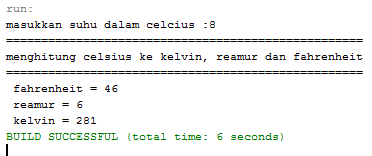 run:
masukkan suhu dalam celcius :8
===================================================
menghitung celsius ke kelvin, reamur dan fahrenheit
===================================================
fahrenheit = 46
reamur = 6
kelvin = 281
BUILD SUCCESSFUL (total time: 6 seconds)